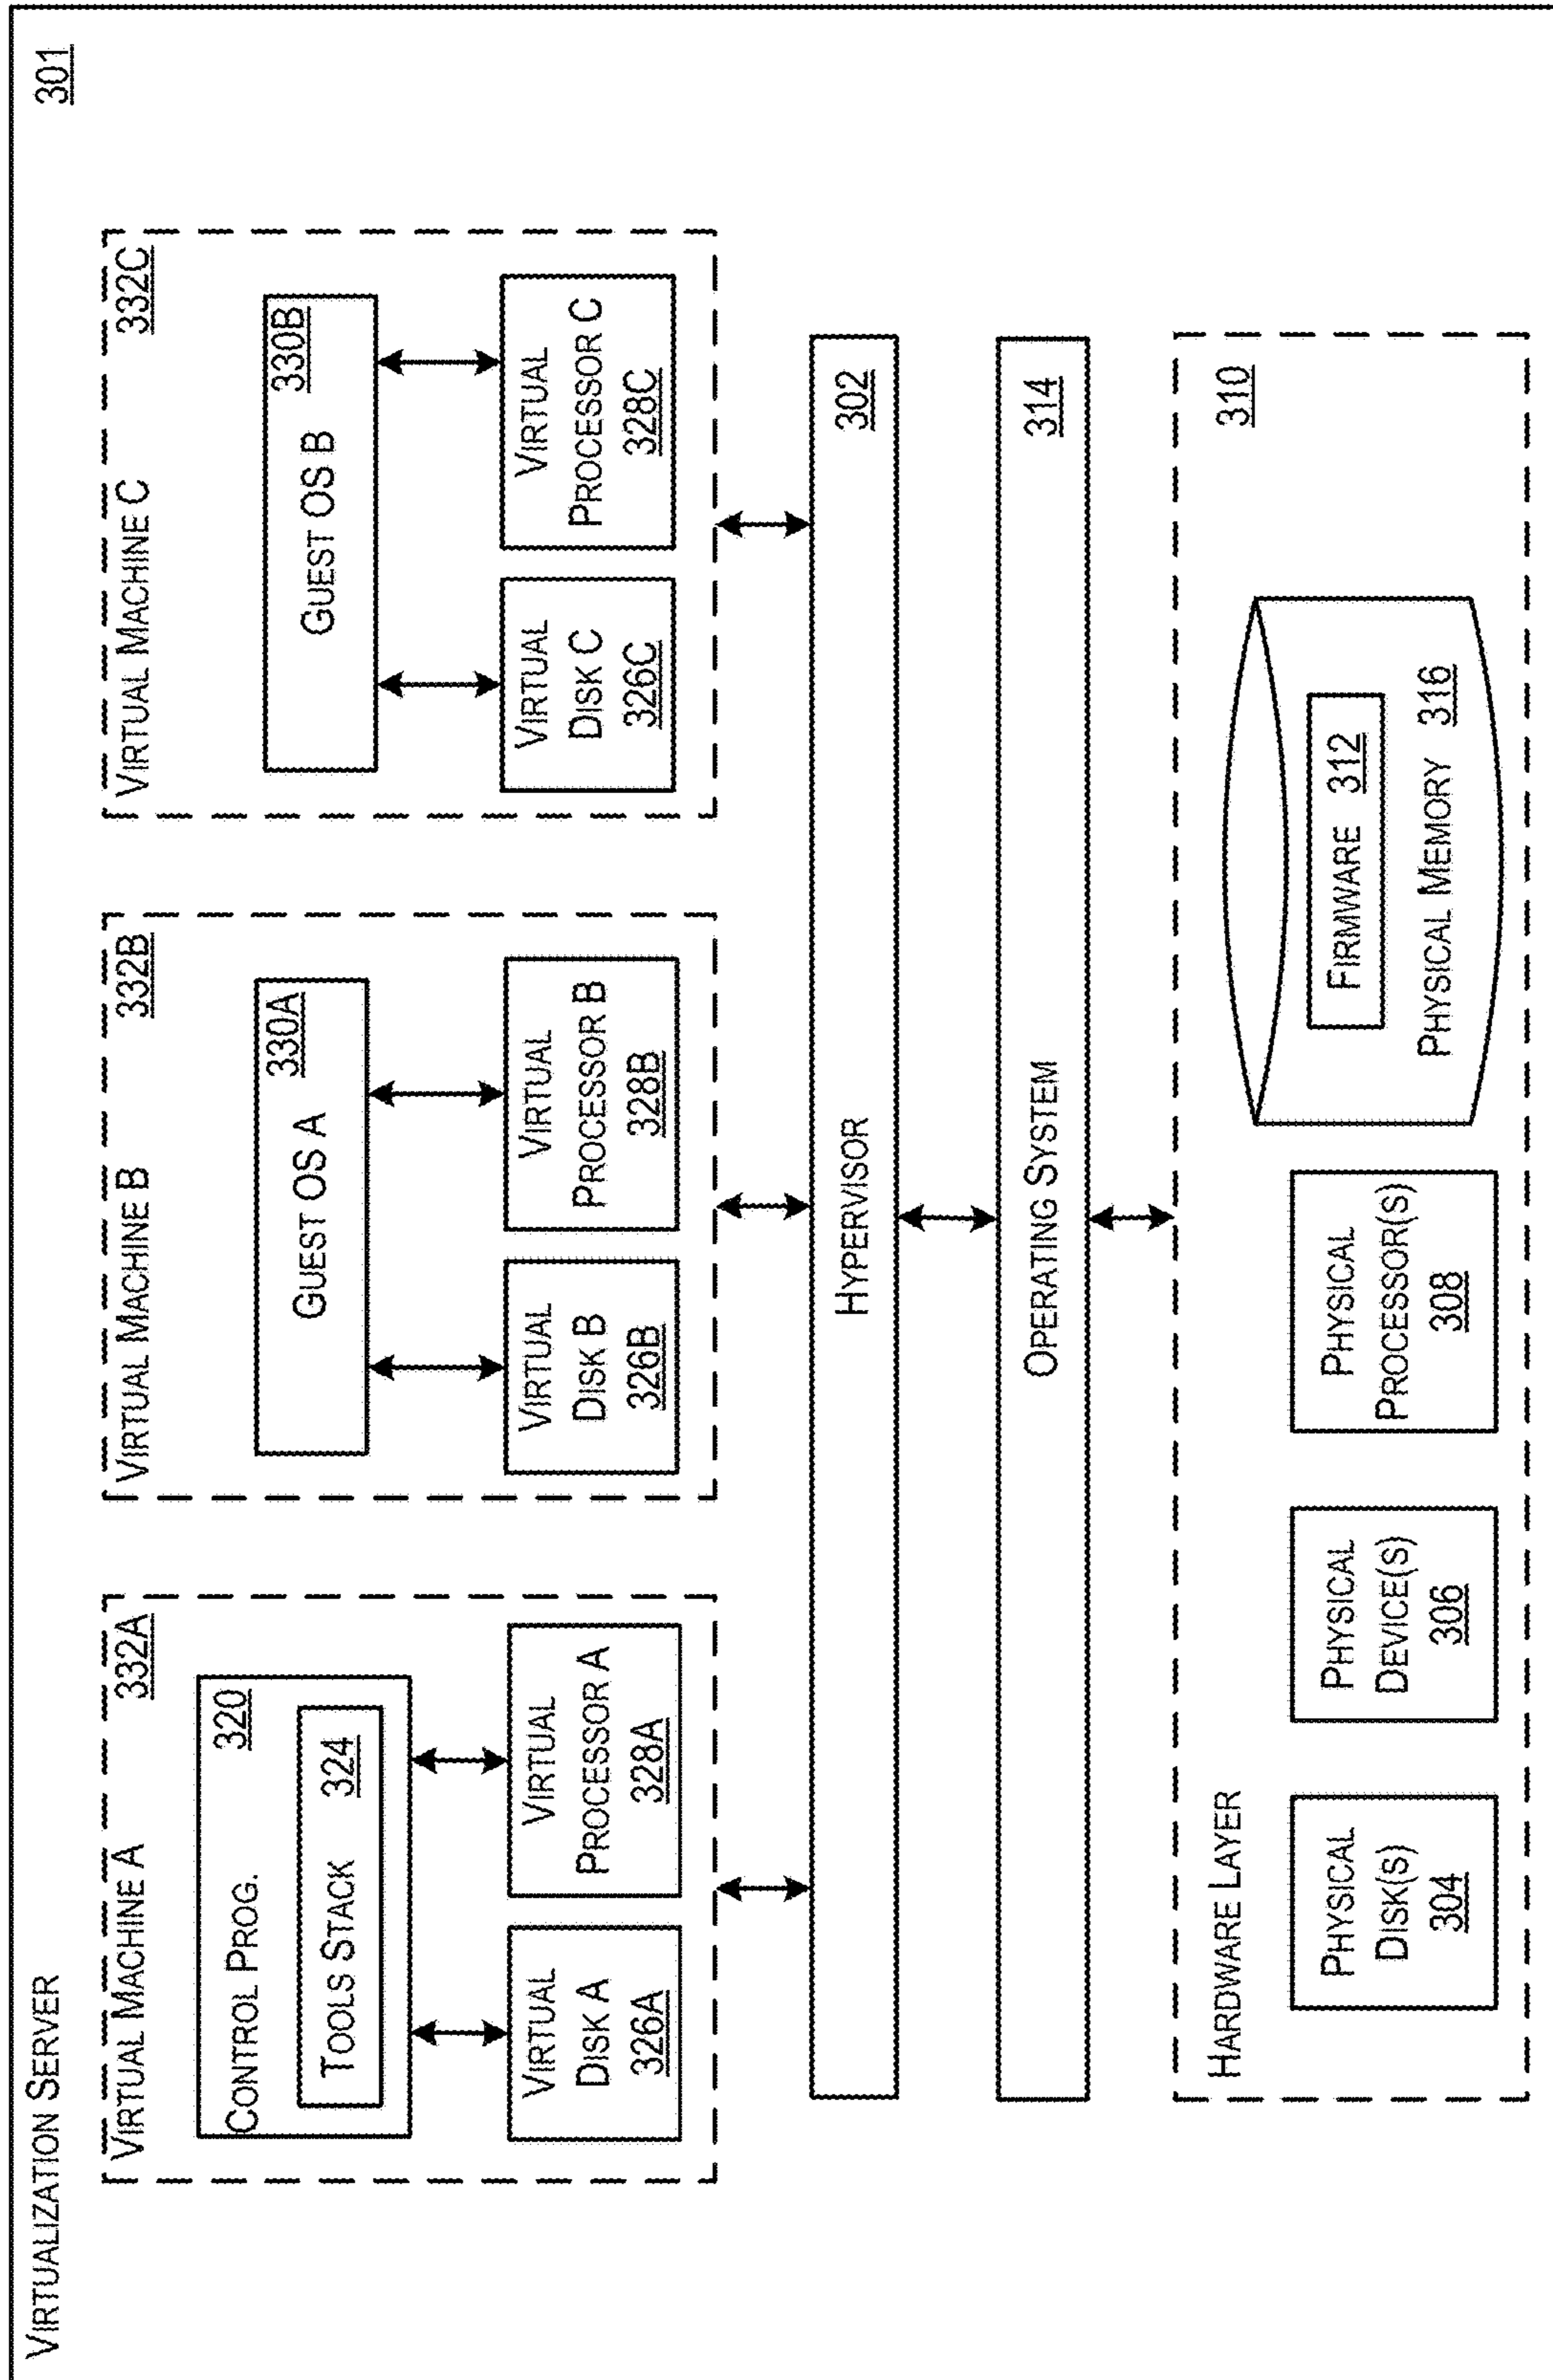 VIRTUALIZATION SERVER
301
VIRTUAL MACHINE A
332A
CONTROL PROG.
320
TOOLS STACK
324
VIRTUAL
DISK A
326A
VIRTUAL
PROCESSOR A
328A
VIRTUAL MACHINE B
332B
GUEST OS A
330A
VIRTUAL
DISK B
326B
VIRTUAL
PROCESSOR B
328B
VIRTUAL MACHINE C
332C
GUEST OS B
330B
VIRTUAL
DISK C
326C
VIRTUAL
PROCESSOR C
328C
HYPERVISOR
302
OPERATING SYSTEM
314
HARDWARE LAYER
310
PHYSICAL
DISK(S)
304
PHYSICAL
DEVICE(S)
306
PHYSICAL
PROCESSOR(S)
308
FIRMWARE 312
PHYSICAL MEMORY 316